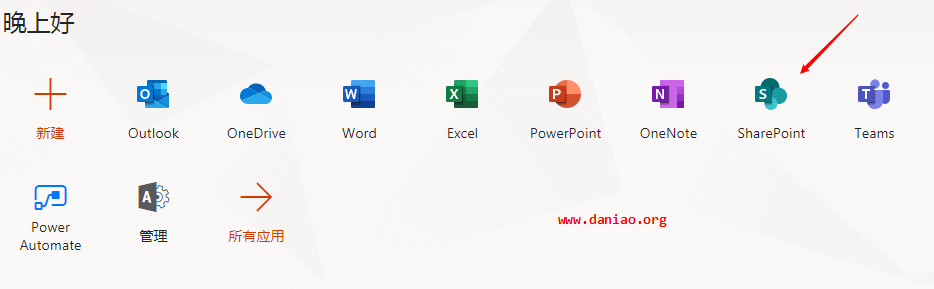 晚上好
新建
Outlook
OneDrive
Word
Excel
PowerPoint
OneNote
SharePoint
Teams
Power
Automate
管理
所有应用
www.daniao.org